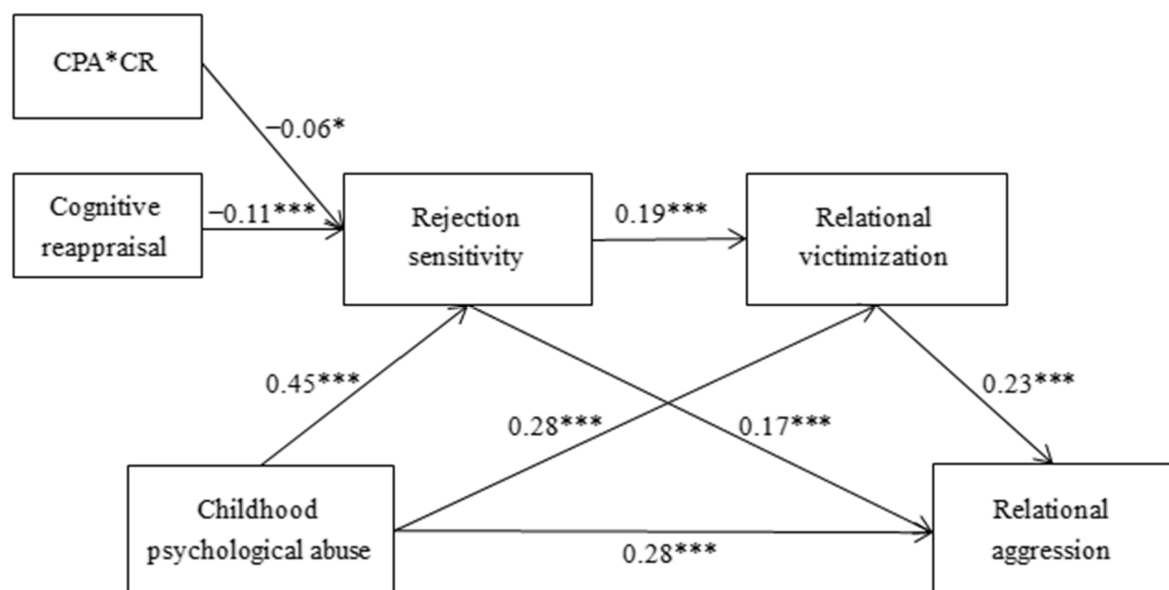 CPA*CR
−0.06*
Cognitive
reappraisal
−0.11***
Rejection
sensitivity
0.19***
Relational
victimization
0.45***
0.28***
0.17***
0.23***
Childhood
psychological abuse
0.28***
Relational
aggression